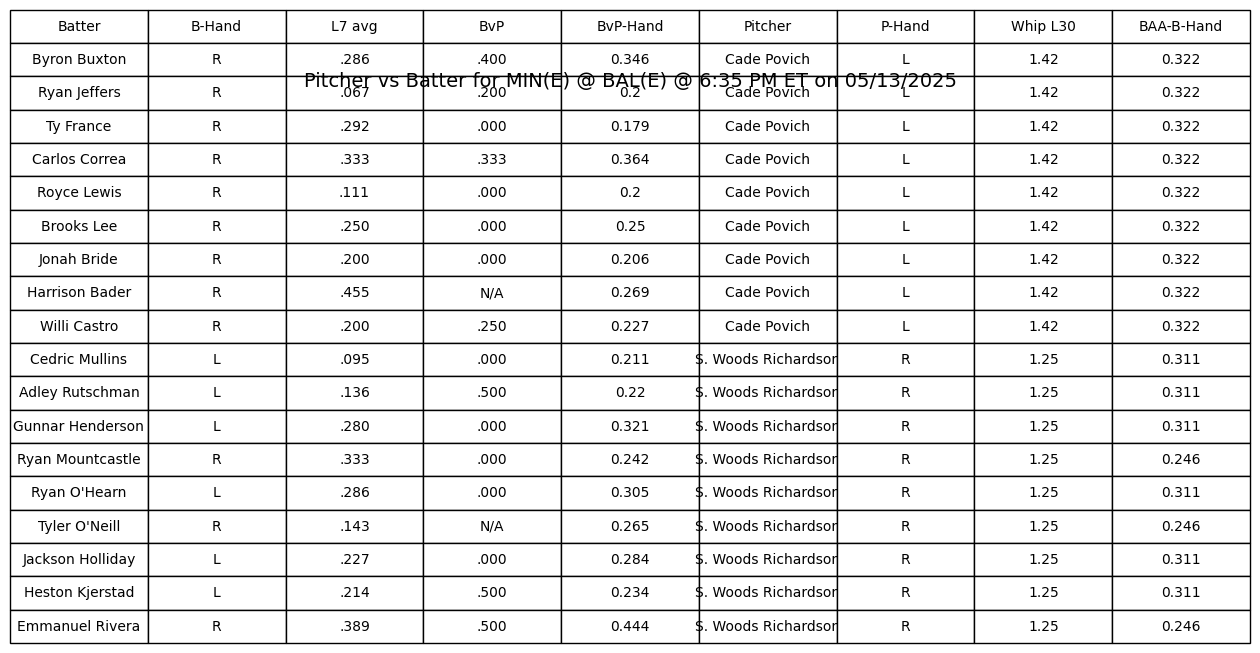 Batter B-Hand L7 avg BvP BvP-Hand Pitcher P-Hand Whip L30 BAA-B-Hand
Byron Buxton R .286 .400 0.346 Cade Povich L 1.42 0.322
Pitcher vs Batter for MIN(E) @ BAL(E) @ 6:35 PM ET on 05/13/2025
Ryan Jeffers R .067 .200 0.2 Cade Povich L 1.42 0.322
Ty France R .292 .000 0.179 Cade Povich L 1.42 0.322
Carlos Correa R .333 .333 0.364 Cade Povich L 1.42 0.322
Royce Lewis R .111 .000 0.2 Cade Povich L 1.42 0.322
Brooks Lee R .250 .000 0.25 Cade Povich L 1.42 0.322
Jonah Bride R .200 .000 0.206 Cade Povich L 1.42 0.322
Harrison Bader R .455 N/A 0.269 Cade Povich L 1.42 0.322
Willi Castro R .200 .250 0.227 Cade Povich L 1.42 0.322
Cedric Mullins L .095 .000 0.211 S. Woods Richardson R 1.25 0.311
Adley Rutschman L .136 .500 0.22 S. Woods Richardson R 1.25 0.311
Gunnar Henderson L .280 .000 0.321 S. Woods Richardson R 1.25 0.311
Ryan Mountcastle R .333 .000 0.242 S. Woods Richardson R 1.25 0.246
Ryan O'Hearn L .286 .000 0.305 S. Woods Richardson R 1.25 0.311
Tyler O'Neill R .143 N/A 0.265 S. Woods Richardson R 1.25 0.246
Jackson Holliday L .227 .000 0.284 S. Woods Richardson R 1.25 0.311
Heston Kjerstad L .214 .500 0.234 S. Woods Richardson R 1.25 0.311
Emmanuel Rivera R .389 .500 0.444 S. Woods Richardson R 1.25 0.246